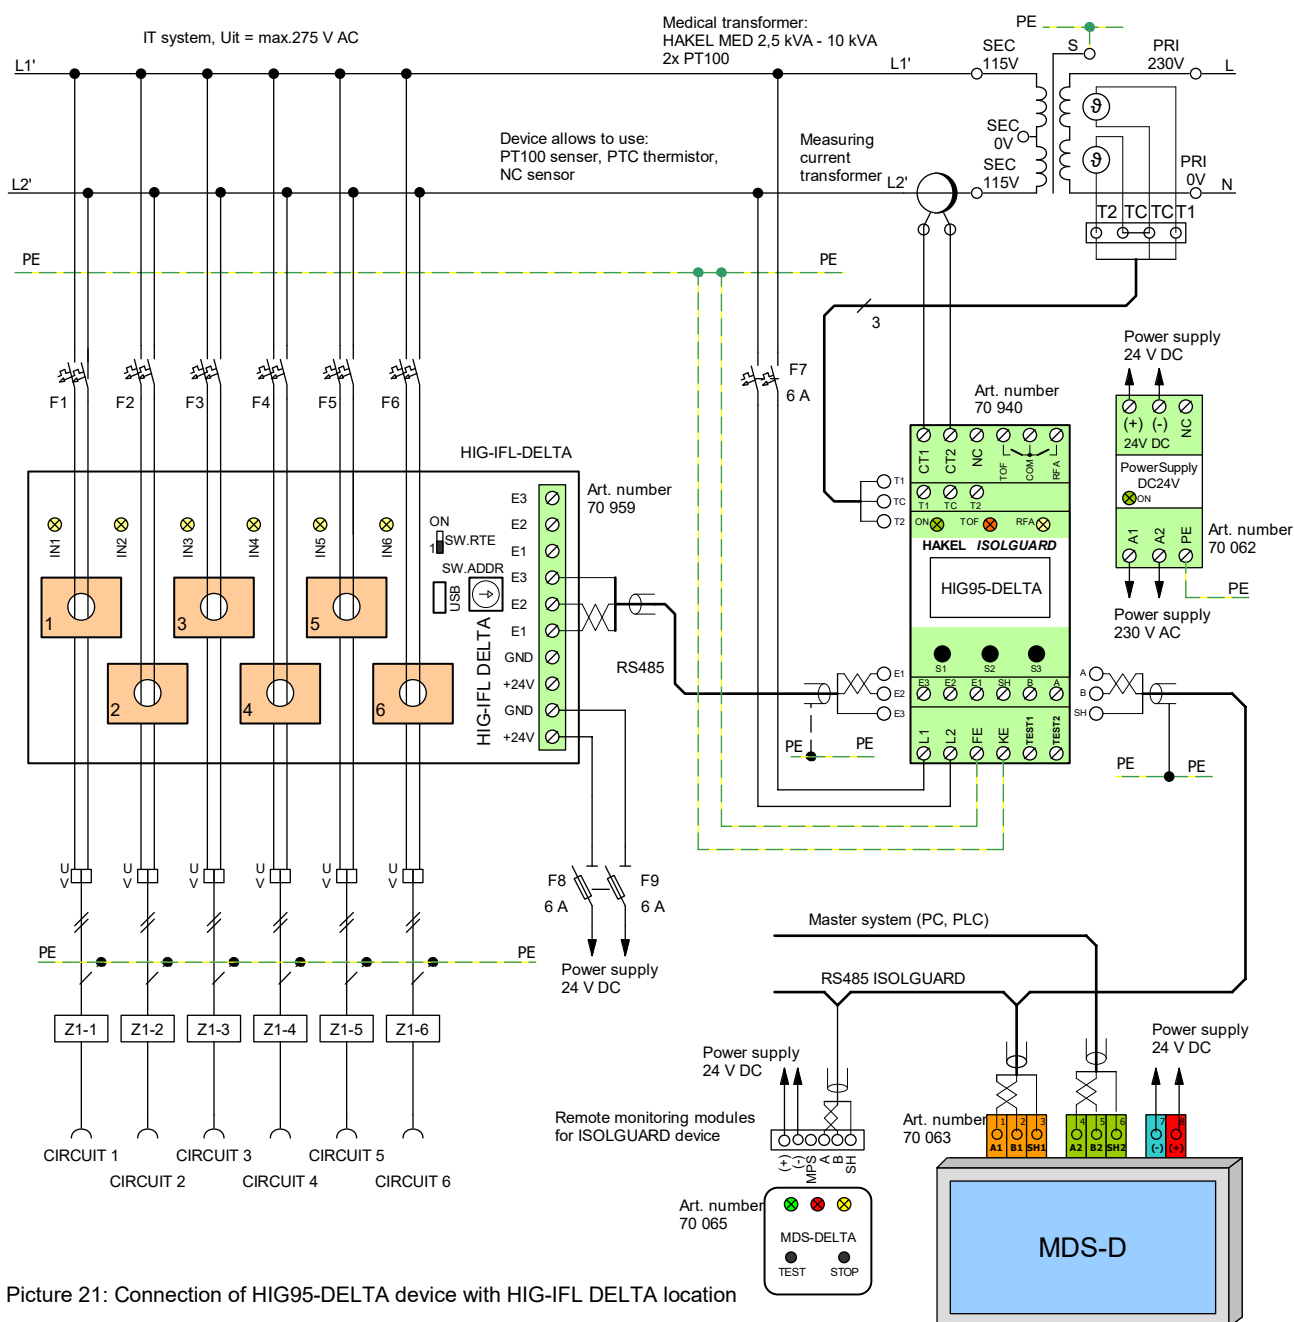 IT system, Uit = max.275 V AC
Medical transformer:
HAKEL MED 2,5 kVA - 10 kVA
2x PT100
PE
S
SEC
115V
PRI
230V
L1'
L1'
L
SEC
0V
Device allows to use:
PT100 senser, PTC thermistor,
NC sensor
Measuring
current
transformer
ϑ
ϑ
SEC
115V
PRI
0V
L2'
L2'
N
T2 TC TC T1
PE
PE
3
Power supply
24 V DC
F1
F2
F3
F4
F5
F6
F7
6 A
Art. number
70 940
(+) (-) NC
24V DC
PowerSupply
DC24V
ON
A1 A2 PE
Art. number
70 062
PE
Power supply
230 V AC
HIG-IFL-DELTA
Art. number
70 959
IN1
IN2
IN3
IN4
IN5
IN6
ON
1
SW.RTE
SW.ADDR
USB
HIG-IFL DELTA
E3
E2
E1
E3
E2
E1
GND
+24V
GND
+24V
1
2
3
4
5
6
RS485
CT1 CT2 NC TOF COM RFA
T1
TC
T2
T1 TC T2
ON TOF RFA
HAKEL ISOLGUARD
HIG95-DELTA
S1 S2 S3
E3 E2 E1 SH B A
L1 L2 FE KE TEST1 TEST2
E1
E2
E3
PE
PE
A
B
SH
PE
PE
U
V
U
V
U
V
U
V
U
V
U
V
F8
6 A
F9
6 A
Power supply
24 V DC
PE
PE
Z1-1
Z1-2
Z1-3
Z1-4
Z1-5
Z1-6
CIRCUIT 1
CIRCUIT 2
CIRCUIT 3
CIRCUIT 4
CIRCUIT 5
CIRCUIT 6
Master system (PC, PLC)
RS485 ISOLGUARD
Power supply
24 V DC
Power supply
24 V DC
Remote monitoring modules
for ISOLGUARD device
(+) (-) MPS A B SH
Art. number
70 065
MDS-DELTA
TEST STOP
Art. number
70 063
1 2 3 4 5 6 7 8
A1 B1 SH1 A2 B2 SH2 (-) (+)
MDS-D
Picture 21: Connection of HIG95-DELTA device with HIG-IFL DELTA location